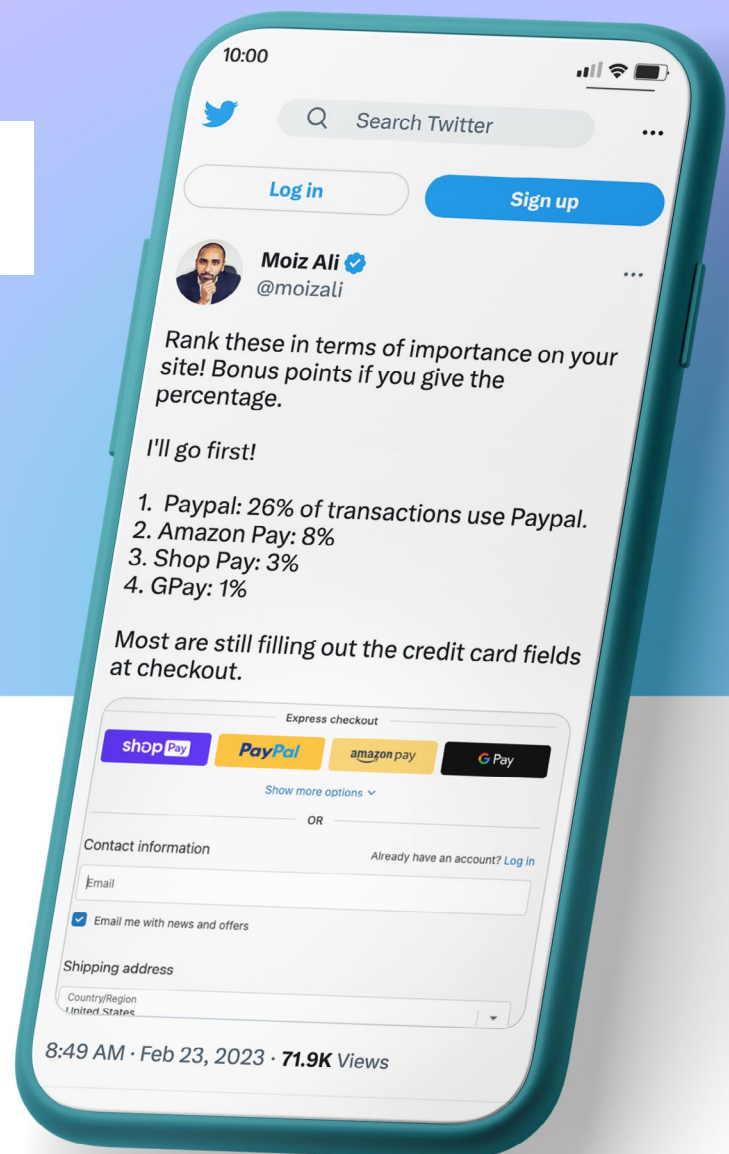 10:00
Search Twitter
Log in
Sign up
Moiz Ali
@moizali
Rank these in terms of importance on your
site! Bonus points if you give the
percentage.
I'll go first!
1. Paypal: 26% of transactions use Paypal.
2. Amazon Pay: 8%
3. Shop Pay: 3%
4. GPay: 1%
Most are still filling out the credit card fields
at checkout.
Express checkout
shop Pay
PayPal
amazon pay
G Pay
Show more options
OR
Contact information
Already have an account? Log in
Email
Email me with news and offers
Shipping address
Country/Region
United States
8:49 AM · Feb 23, 2023 · 71.9K Views